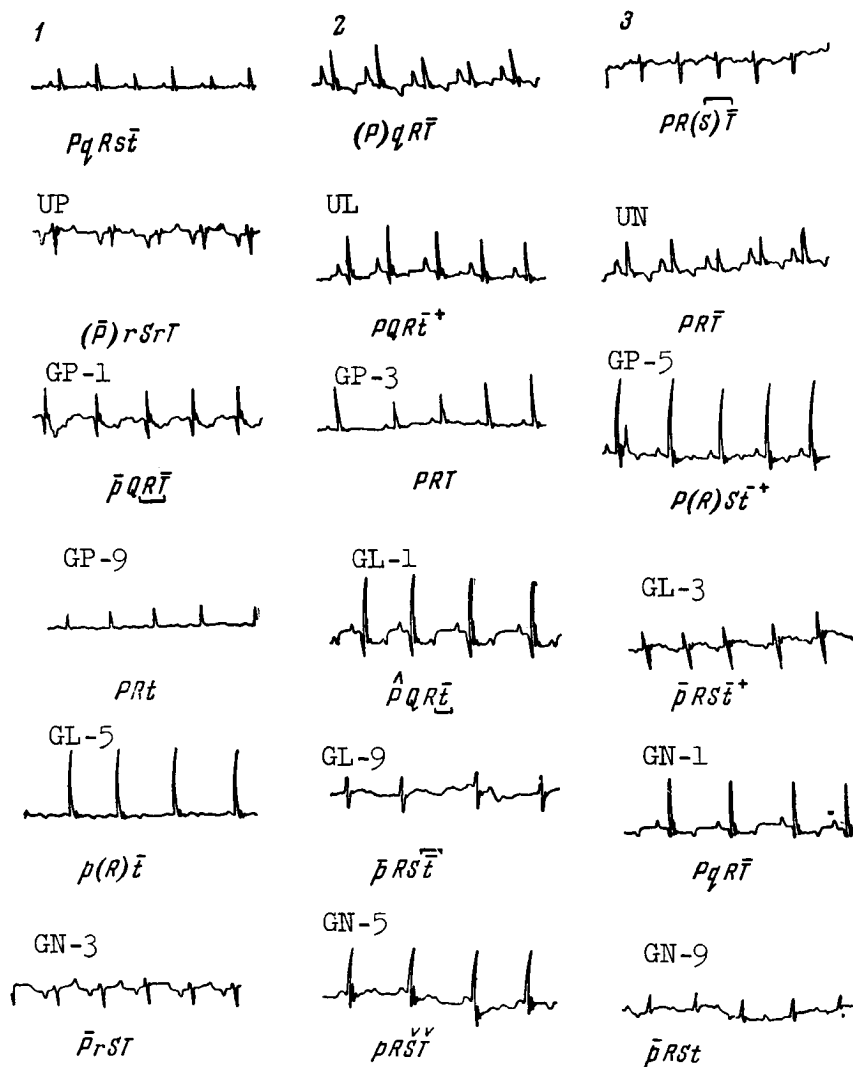 1 2 3
PqRst̄ (P)qRT̄ PR(s)T̄
UP UL UN
(P̄)rSrT PQRt̄⁺ PRT̄
GP-1 GP-3 GP-5
p̄QRT̄ PRT P(R)St̄⁺
GP-9 GL-1 GL-3
PRt p̂QRt̄ p̄RSt̄⁺
GL-5 GL-9 GN-1
p(R)t̄ p̄RSt̄ PqRT̄
GN-3 GN-5 GN-9
P̄rST pRŠŤ p̄RSt